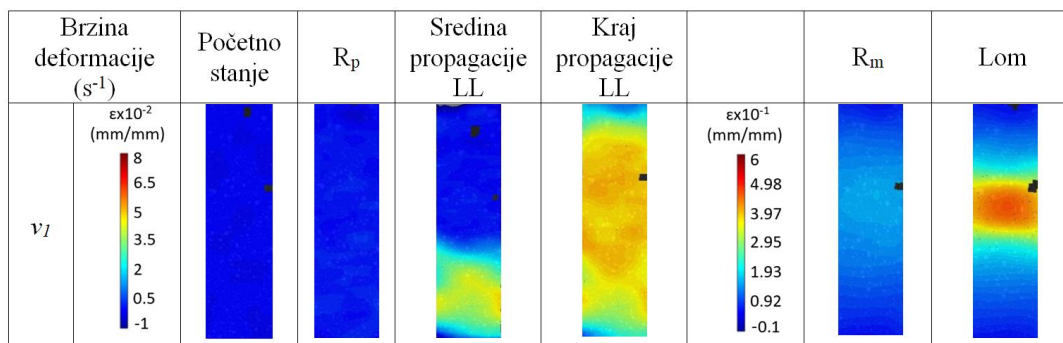 Brzina
deformacije
(s-1)
Početno
stanje
Rp
Sredina
propagacije
LL
Kraj
propagacije
LL
Rm
Lom
v1
εx10-2
(mm/mm)
8
6.5
5
3.5
2
0.5
-1
εx10-1
(mm/mm)
6
4.98
3.97
2.95
1.93
0.92
-0.1